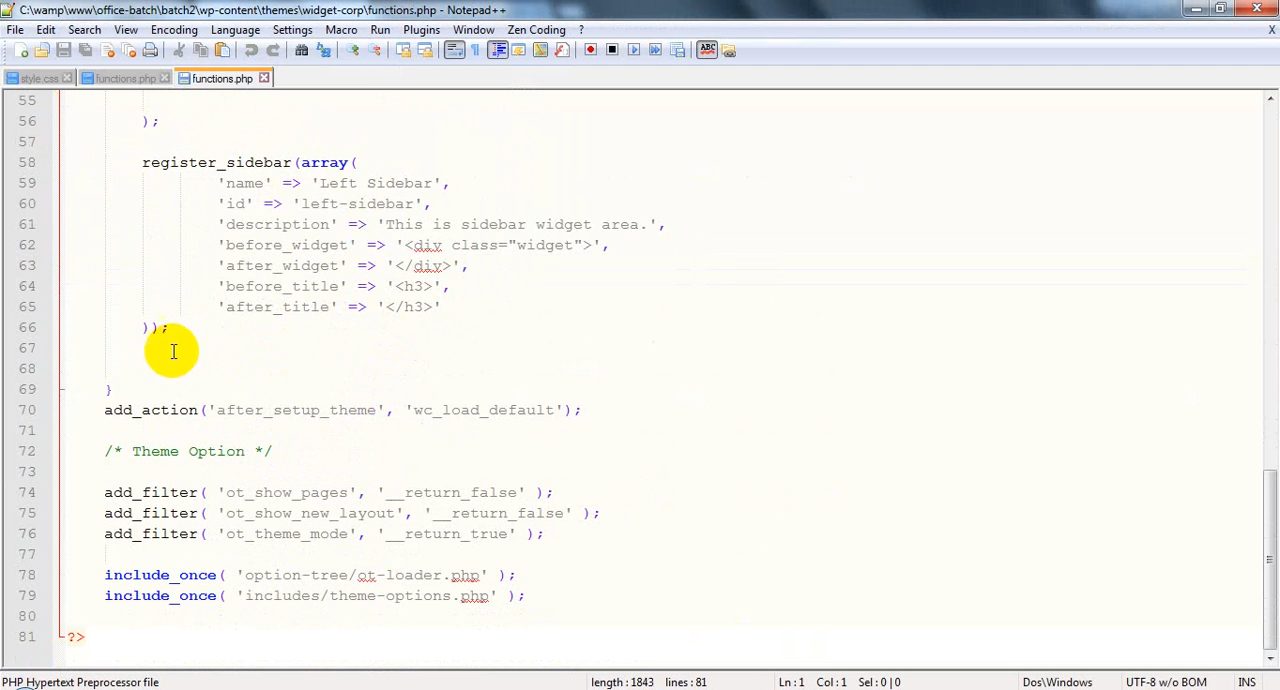 C:\wamp\www\office-batch\batch2\wp-content\themes\widget-corp\functions.php - Notepad++
File Edit Search View Encoding Language Settings Macro Run Plugins Window Zen Coding ? X
ABC
style.css functions.php functions.php
55
56 );
57
58 register_sidebar(array(
59 'name' => 'Left Sidebar',
60 'id' => 'left-sidebar',
61 'description' => 'This is sidebar widget area.',
62 'before_widget' => '<div class="widget">',
63 'after_widget' => '</div>',
64 'before_title' => '<h3>',
65 'after_title' => '</h3>'
66 ));
67
68
69 }
70 add_action('after_setup_theme', 'wc_load_default');
71
72 /* Theme Option */
73
74 add_filter( 'ot_show_pages', '__return_false' );
75 add_filter( 'ot_show_new_layout', '__return_false' );
76 add_filter( 'ot_theme_mode', '__return_true' );
77
78 include_once( 'option-tree/ot-loader.php' );
79 include_once( 'includes/theme-options.php' );
80
81 ?>
PHP Hypertext Preprocessor file length : 1843 lines : 81 Ln : 1 Col : 1 Sel : 0 | 0 Dos\Windows UTF-8 w/o BOM INS